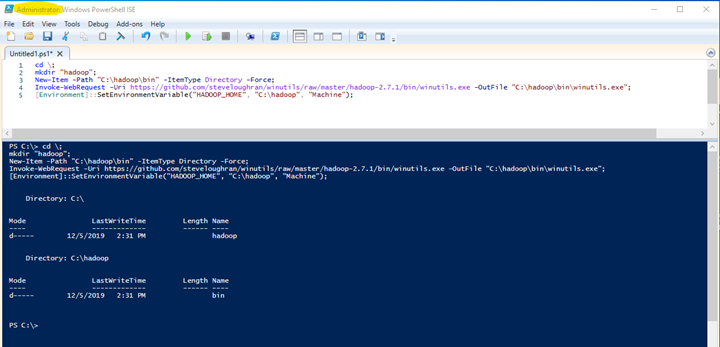 Administrator: Windows PowerShell ISE
File Edit View Tools Debug Add-ons Help
Untitled1.ps1* X
1 cd \;
2 mkdir "hadoop";
3 New-Item -Path "C:\hadoop\bin" -ItemType Directory -Force;
4 Invoke-WebRequest -Uri https://github.com/steveloughran/winutils/raw/master/hadoop-2.7.1/bin/winutils.exe -OutFile "C:\hadoop\bin\winutils.exe";
5 [Environment]::SetEnvironmentVariable("HADOOP_HOME", "C:\hadoop", "Machine");
PS C:\> cd \;
mkdir "hadoop";
New-Item -Path "C:\hadoop\bin" -ItemType Directory -Force;
Invoke-WebRequest -Uri https://github.com/steveloughran/winutils/raw/master/hadoop-2.7.1/bin/winutils.exe -OutFile "C:\hadoop\bin\winutils.exe";
[Environment]::SetEnvironmentVariable("HADOOP_HOME", "C:\hadoop", "Machine");
Directory: C:\
Mode LastWriteTime Length Name
---- ------------- ------ ----
d----- 12/5/2019 2:31 PM hadoop
Directory: C:\hadoop
Mode LastWriteTime Length Name
---- ------------- ------ ----
d----- 12/5/2019 2:31 PM bin
PS C:\>